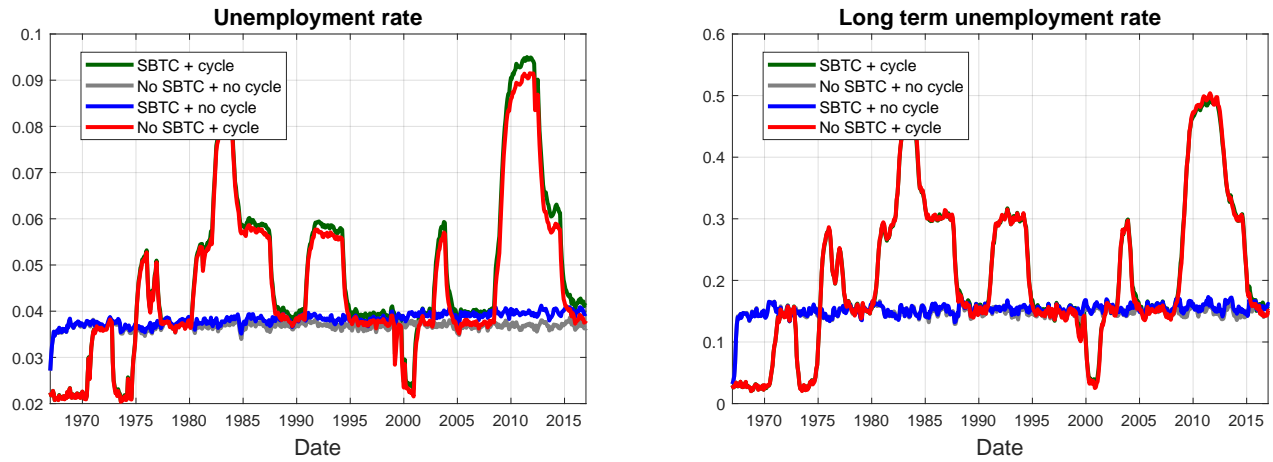 Unemployment rate
0.1
0.09
0.08
0.07
0.06
0.05
0.04
0.03
0.02
SBTC + cycle
No SBTC + no cycle
SBTC + no cycle
No SBTC + cycle
1970 1975 1980 1985 1990 1995 2000 2005 2010 2015
Date
Long term unemployment rate
0.6
0.5
0.4
0.3
0.2
0.1
0
SBTC + cycle
No SBTC + no cycle
SBTC + no cycle
No SBTC + cycle
1970 1975 1980 1985 1990 1995 2000 2005 2010 2015
Date